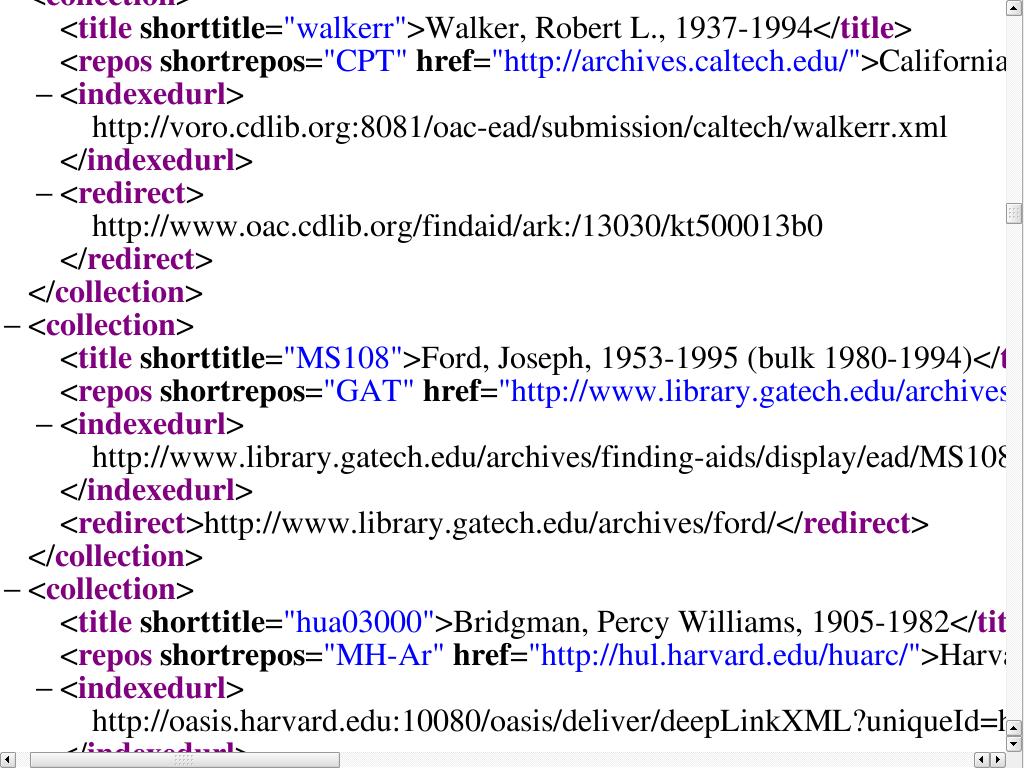 <collection>
<title shorttitle="walkerr">Walker, Robert L., 1937-1994</title>
<repos shortrepos="CPT" href="http://archives.caltech.edu/">California
– <indexedurl>
http://voro.cdlib.org:8081/oac-ead/submission/caltech/walkerr.xml
</indexedurl>
– <redirect>
http://www.oac.cdlib.org/findaid/ark:/13030/kt500013b0
</redirect>
</collection>
– <collection>
<title shorttitle="MS108">Ford, Joseph, 1953-1995 (bulk 1980-1994)</t
<repos shortrepos="GAT" href="http://www.library.gatech.edu/archives
– <indexedurl>
http://www.library.gatech.edu/archives/finding-aids/display/ead/MS108
</indexedurl>
<redirect>http://www.library.gatech.edu/archives/ford/</redirect>
</collection>
– <collection>
<title shorttitle="hua03000">Bridgman, Percy Williams, 1905-1982</tit
<repos shortrepos="MH-Ar" href="http://hul.harvard.edu/huarc/">Harva
– <indexedurl>
http://oasis.harvard.edu:10080/oasis/deliver/deepLinkXML?uniqueId=h
</indexedurl>